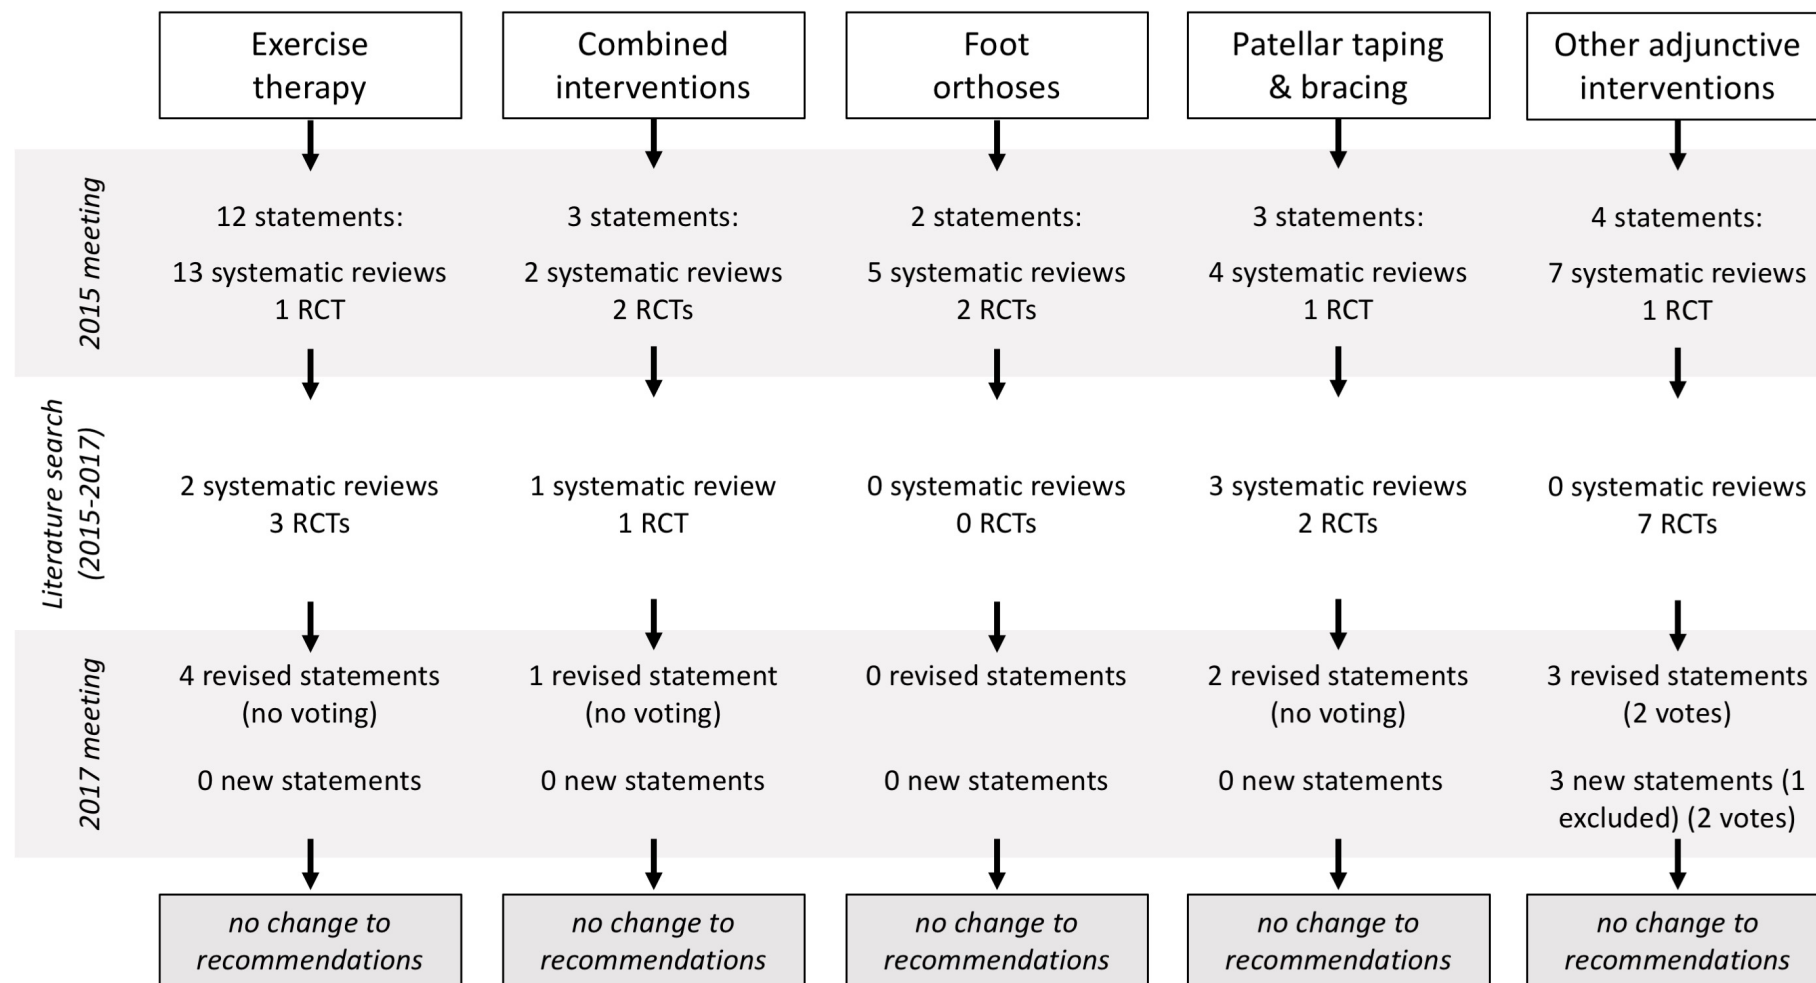 Exercise
therapy
Combined
interventions
Foot
orthoses
Patellar taping
& bracing
Other adjunctive
interventions
2015 meeting
12 statements:
13 systematic reviews
1 RCT
3 statements:
2 systematic reviews
2 RCTs
2 statements:
5 systematic reviews
2 RCTs
3 statements:
4 systematic reviews
1 RCT
4 statements:
7 systematic reviews
1 RCT
Literature search
(2015-2017)
2 systematic reviews
3 RCTs
1 systematic review
1 RCT
0 systematic reviews
0 RCTs
3 systematic reviews
2 RCTs
0 systematic reviews
7 RCTs
2017 meeting
4 revised statements
(no voting)
0 new statements
1 revised statement
(no voting)
0 new statements
0 revised statements
0 new statements
2 revised statements
(no voting)
0 new statements
3 revised statements
(2 votes)
3 new statements (1
excluded) (2 votes)
no change to
recommendations
no change to
recommendations
no change to
recommendations
no change to
recommendations
no change to
recommendations